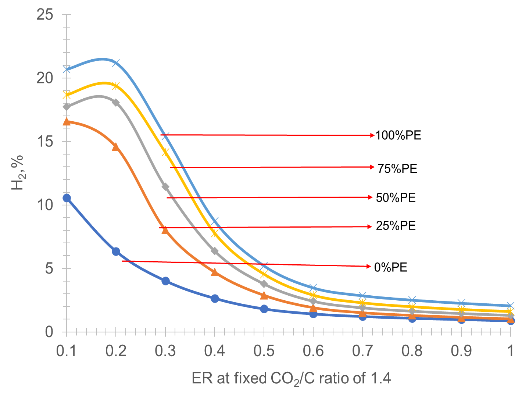 25
20
15
10
5
0
H2,%
100%PE
75%PE
50%PE
25%PE
0%PE
0.1 0.2 0.3 0.4 0.5 0.6 0.7 0.8 0.9 1
ER at fixed CO2/C ratio of 1.4